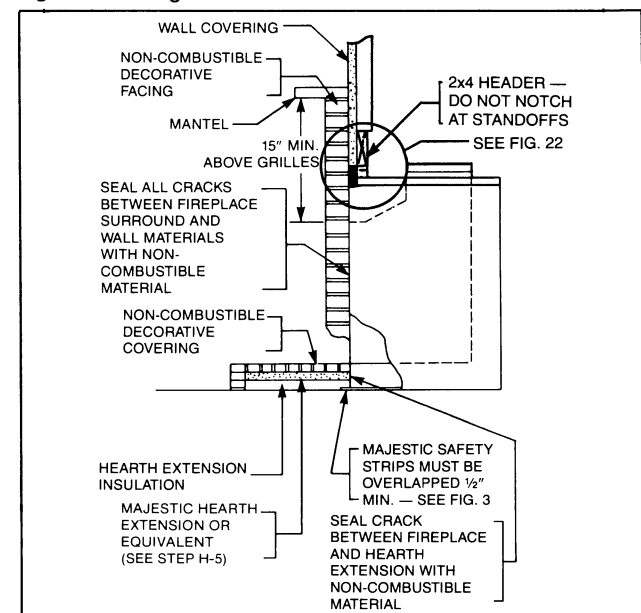 WALL COVERING
NON-COMBUSTIBLE
DECORATIVE
FACING
MANTEL
15" MIN.
ABOVE GRILLES
2x4 HEADER —
DO NOT NOTCH
AT STANDOFFS
SEE FIG. 22
SEAL ALL CRACKS
BETWEEN FIREPLACE
SURROUND AND
WALL MATERIALS
WITH NON-
COMBUSTIBLE
MATERIAL
NON-COMBUSTIBLE
DECORATIVE
COVERING
HEARTH EXTENSION
INSULATION
MAJESTIC HEARTH
EXTENSION OR
EQUIVALENT
(SEE STEP H-5)
MAJESTIC SAFETY
STRIPS MUST BE
OVERLAPPED ½"
MIN. — SEE FIG. 3
SEAL CRACK
BETWEEN FIREPLACE
AND HEARTH
EXTENSION WITH
NON-COMBUSTIBLE
MATERIAL